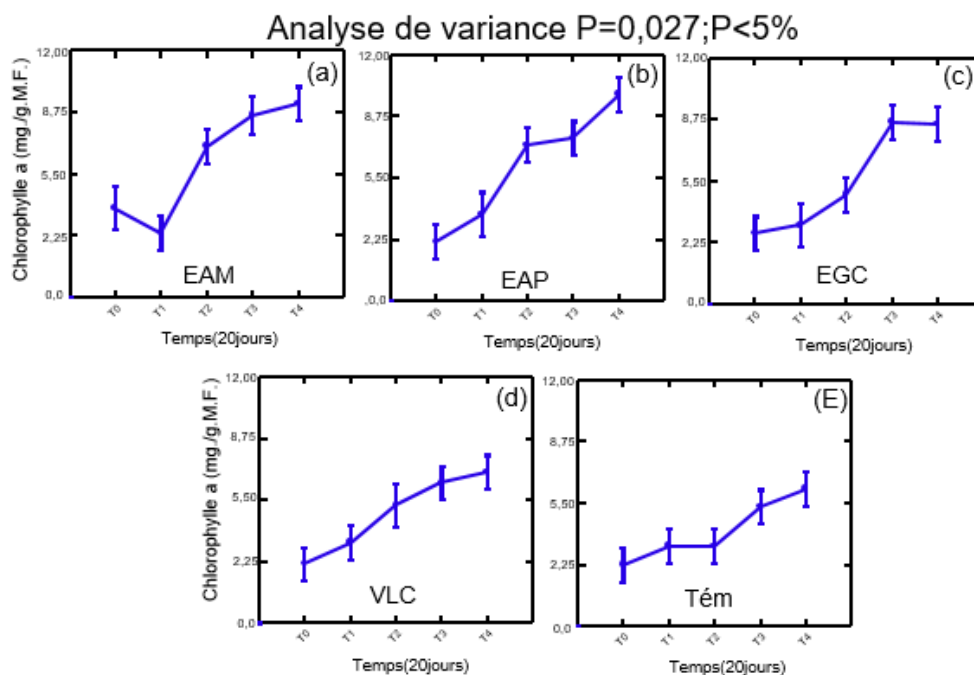 Analyse de variance P=0,027;P<5%
(a)
Chlorophylle a (mg./g.M.F.)
12,00
8,75
5,50
2,25
0,0
EAM
T0 T1 T2 T3 T4
Temps(20jours)
(b)
12,00
8,75
5,50
2,25
,0,0
EAP
T0 T1 T2 T3 T4
Temps(20jours)
(c)
12,00
8,75
5,50
2,25
0,0
EGC
T0 T1 T2 T3 T4
Temps(20jours)
(d)
Chlorophylle a (mg./g.M.F.)
12,00
8,75
5,50
2,25
0,0
VLC
T0 T1 T2 T3 T4
Temps(20jours)
(E)
12,00
8,75
5,50
2,25
0,0
Tém
T0 T1 T2 T3 T4
Temps(20jours)